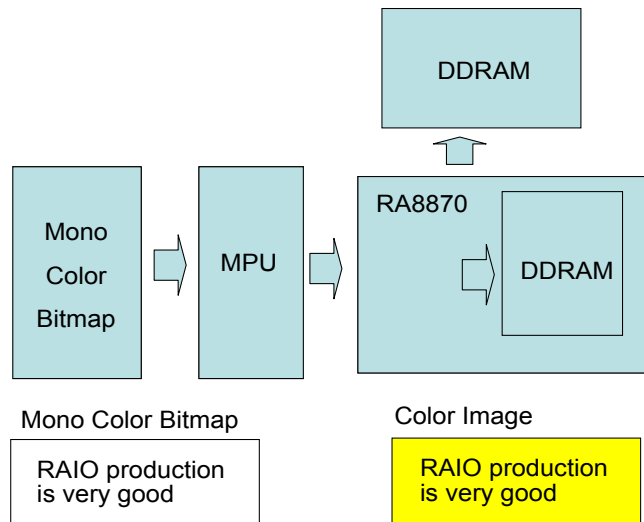 DDRAM
Mono
Color
Bitmap
MPU
RA8870
DDRAM
Mono Color Bitmap
RAIO production
is very good
Color Image
RAIO production
is very good